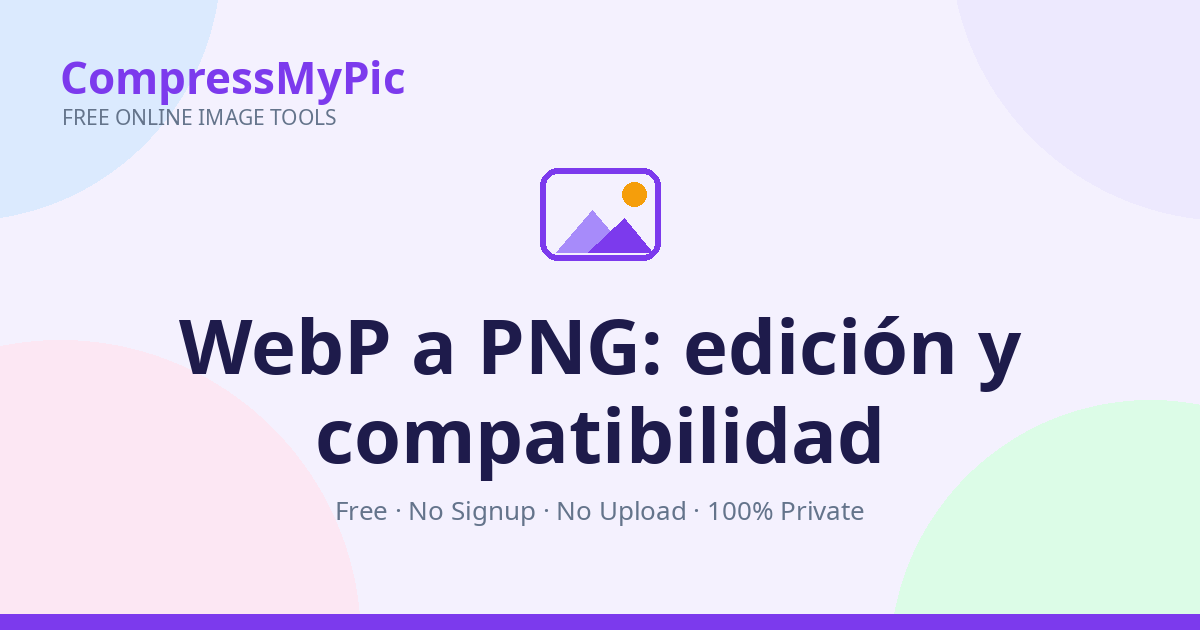 CompressMyPic
FREE ONLINE IMAGE TOOLS
WebP a PNG: edición y
compatibilidad
Free · No Signup · No Upload · 100% Private